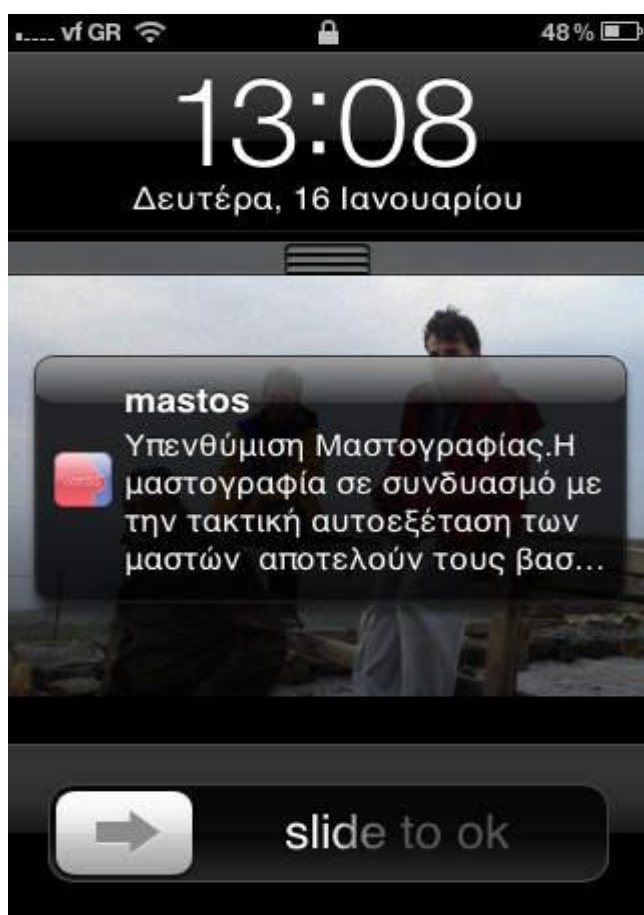 vf GR 48%
13:08
Δευτέρα, 16 Ιανουαρίου
mastos
Υπενθύμιση Μαστογραφίας.Η
μαστογραφία σε συνδυασμό με
την τακτική αυτοεξέταση των
μαστών αποτελούν τους βασ...
slide to ok